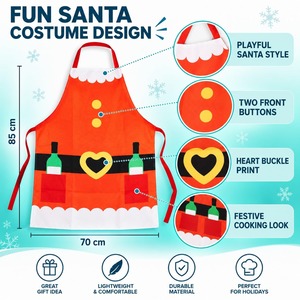 FUN SANTA
COSTUME DESIGN
PLAYFUL
SANTA STYLE
TWO FRONT
BUTTONS
HEART BUCKLE
PRINT
FESTIVE
COOKING LOOK
85 cm
70 cm
GREAT
GIFT IDEA
LIGHTWEIGHT
& COMFORTABLE
DURABLE
MATERIAL
PERFECT
FOR HOLIDAYS